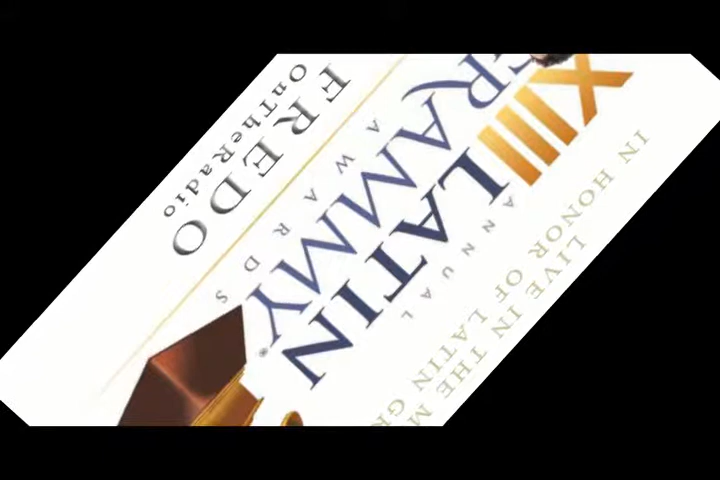 LIVE IN THE
IN HONOR OF LATIN
XIII ANNUAL
LATIN
GRAMMY®
AWARDS
FREDO
OnTheRadio